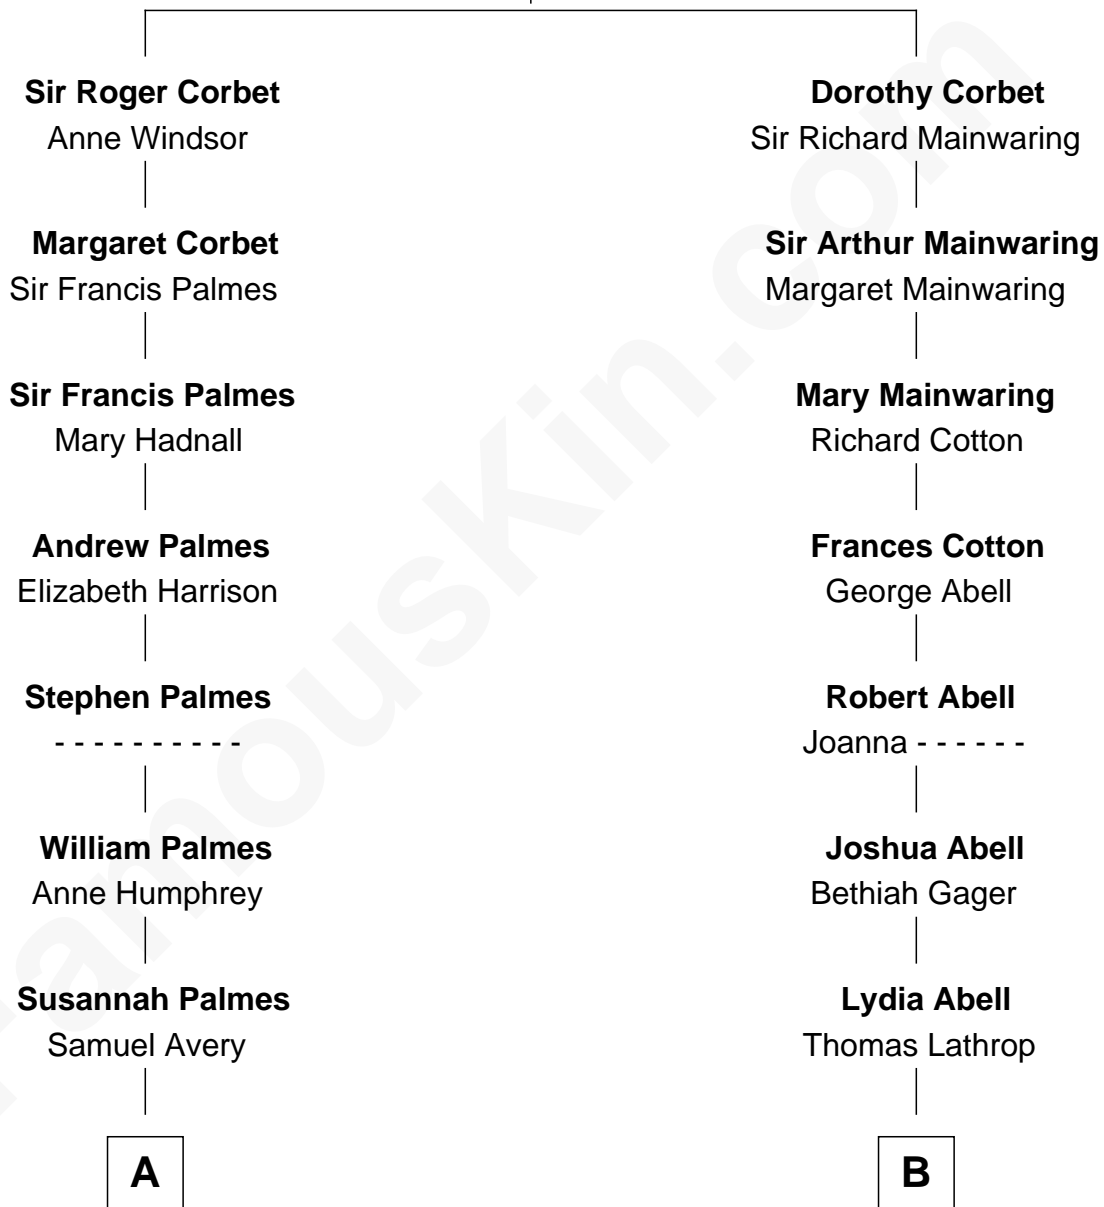 Sir Roger Corbet
Anne Windsor
Margaret Corbet
Sir Francis Palmes
Sir Francis Palmes
Mary Hadnall
Andrew Palmes
Elizabeth Harrison
Stephen Palmes
- - - - - - - - - -
William Palmes
Anne Humphrey
Susannah Palmes
Samuel Avery
A
Dorothy Corbet
Sir Richard Mainwaring
Sir Arthur Mainwaring
Margaret Mainwaring
Mary Mainwaring
Richard Cotton
Frances Cotton
George Abell
Robert Abell
Joanna - - - - - -
Joshua Abell
Bethiah Gager
Lydia Abell
Thomas Lathrop
B
FamousKin.com